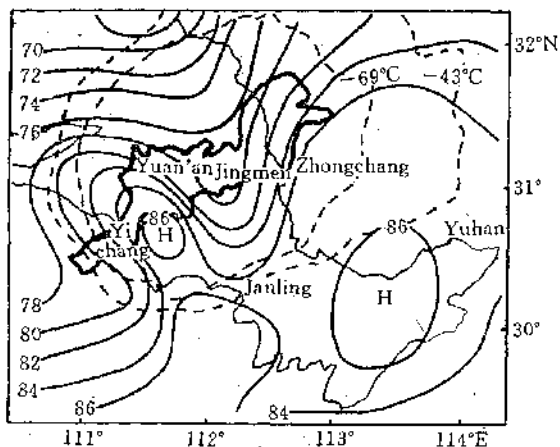 70
72
74
76
32°N
−69°C −43°C
Yuan'an Jingmen Zhongchang
31°
86
H
Yi
chang
86
Yuhan
H
Janling
78
80
82
84
86
84
30°
111° 112° 113° 114°E